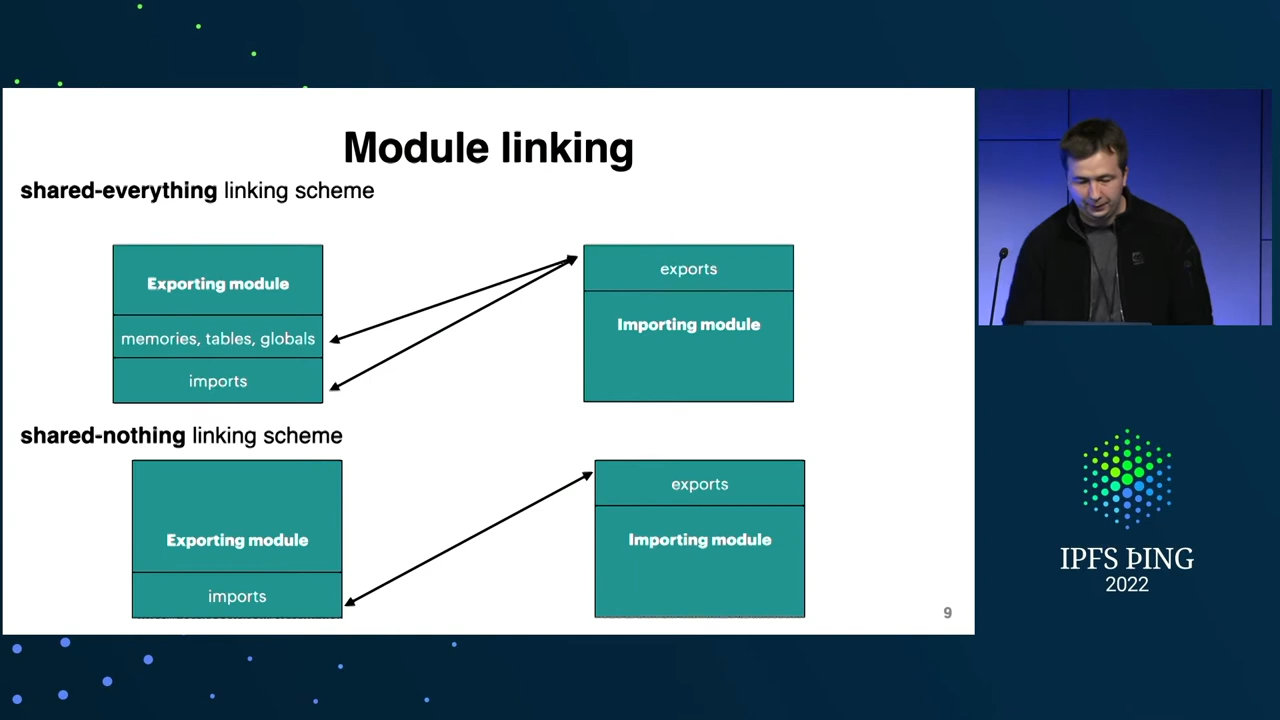 Module linking
shared-everything linking scheme
Exporting module
memories, tables, globals
imports
exports
Importing module
shared-nothing linking scheme
Exporting module
imports
exports
Importing module
9
IPFS ÞING
2022